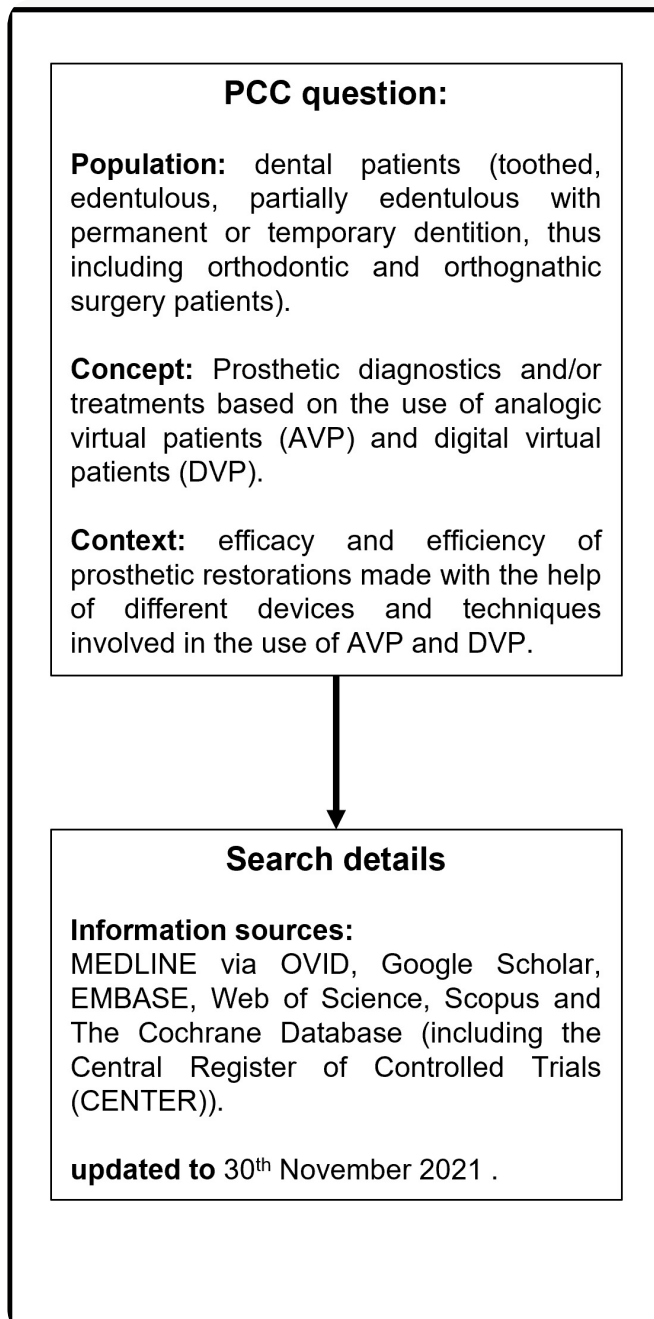 PCC question:
Population: dental patients (toothed,
edentulous, partially edentulous with
permanent or temporary dentition, thus
including orthodontic and orthognathic
surgery patients).
Concept: Prosthetic diagnostics and/or
treatments based on the use of analogic
virtual patients (AVP) and digital virtual
patients (DVP).
Context: efficacy and efficiency of
prosthetic restorations made with the help
of different devices and techniques
involved in the use of AVP and DVP.
Search details
Information sources:
MEDLINE via OVID, Google Scholar,
EMBASE, Web of Science, Scopus and
The Cochrane Database (including the
Central Register of Controlled Trials
(CENTER)).
updated to 30th November 2021 .